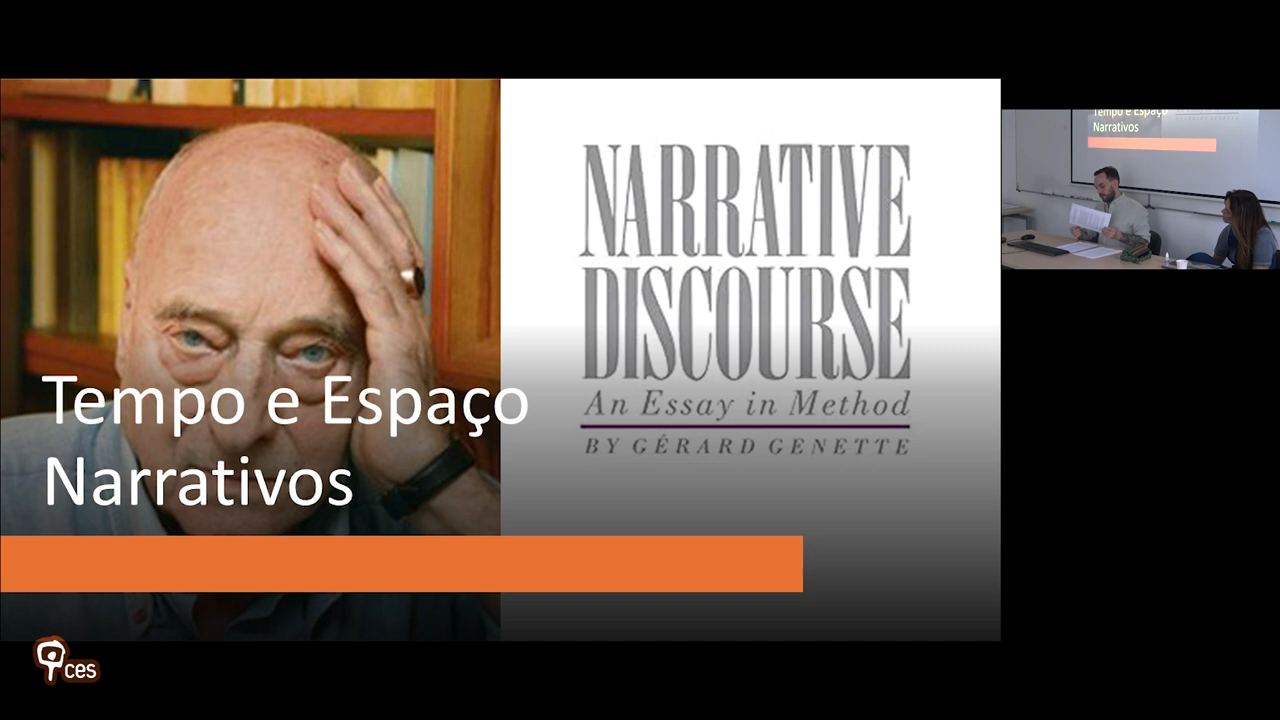 Tempo e Espaço
Narrativos
NARRATIVE
DISCOURSE
An Essay in Method
BY GÉRARD GENETTE
Tempo e Espaço
Narrativos
ces